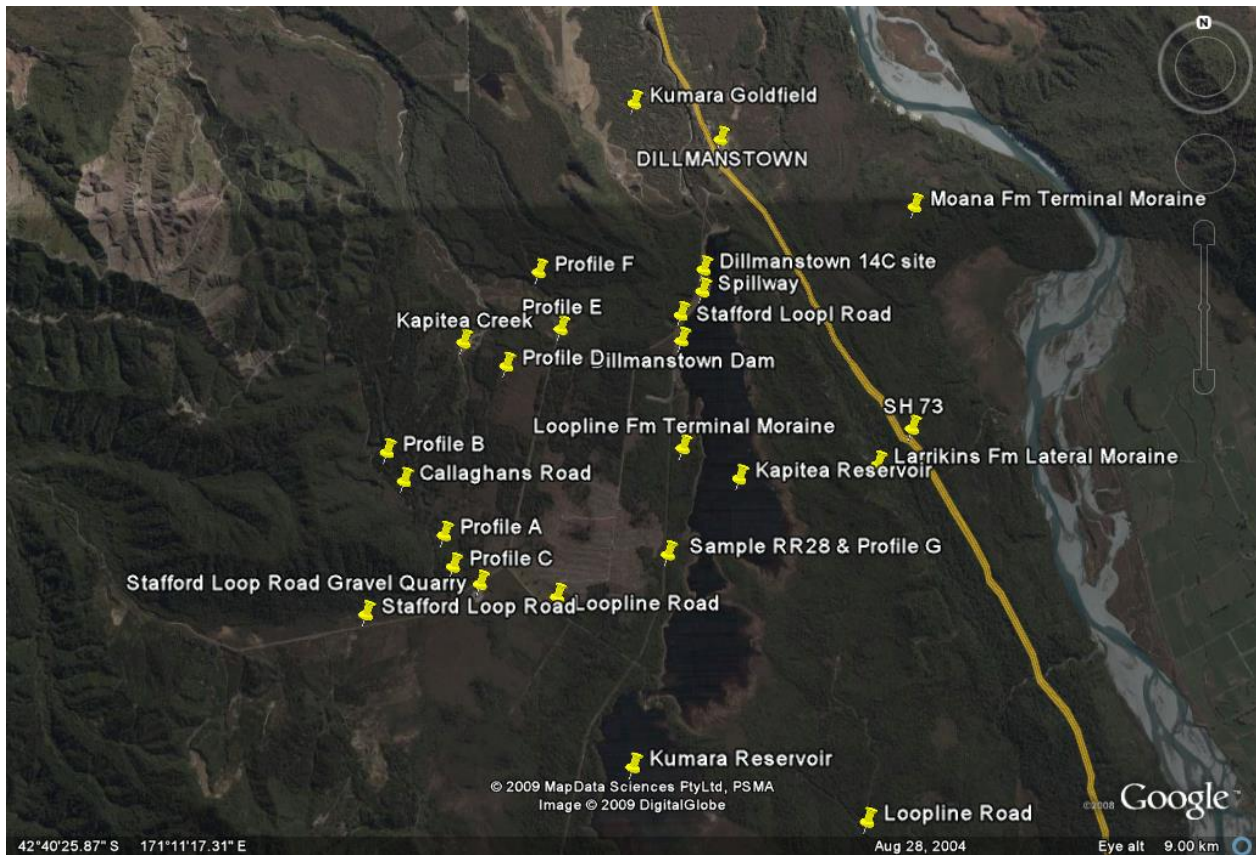 N
Kumara Goldfield
DILLMANSTOWN
Moana Fm Terminal Moraine
Profile F
Dillmanstown 14C site
Spillway
Profile E
Stafford Loopl Road
Kapitea Creek
Profile D
Dillmanstown Dam
SH 73
Loopline Fm Terminal Moraine
Profile B
Larrikins Fm Lateral Moraine
Kapitea Reservoir
Callaghans Road
Profile A
Sample RR28 & Profile G
Profile C
Stafford Loop Road Gravel Quarry
Stafford Loop Road
Loopline Road
Kumara Reservoir
© 2009 MapData Sciences PtyLtd, PSMA
Image © 2009 DigitalGlobe
©2008 Google™
Loopline Road
42°40'25.87" S 171°11'17.31" E
Aug 28, 2004
Eye alt 9.00 km